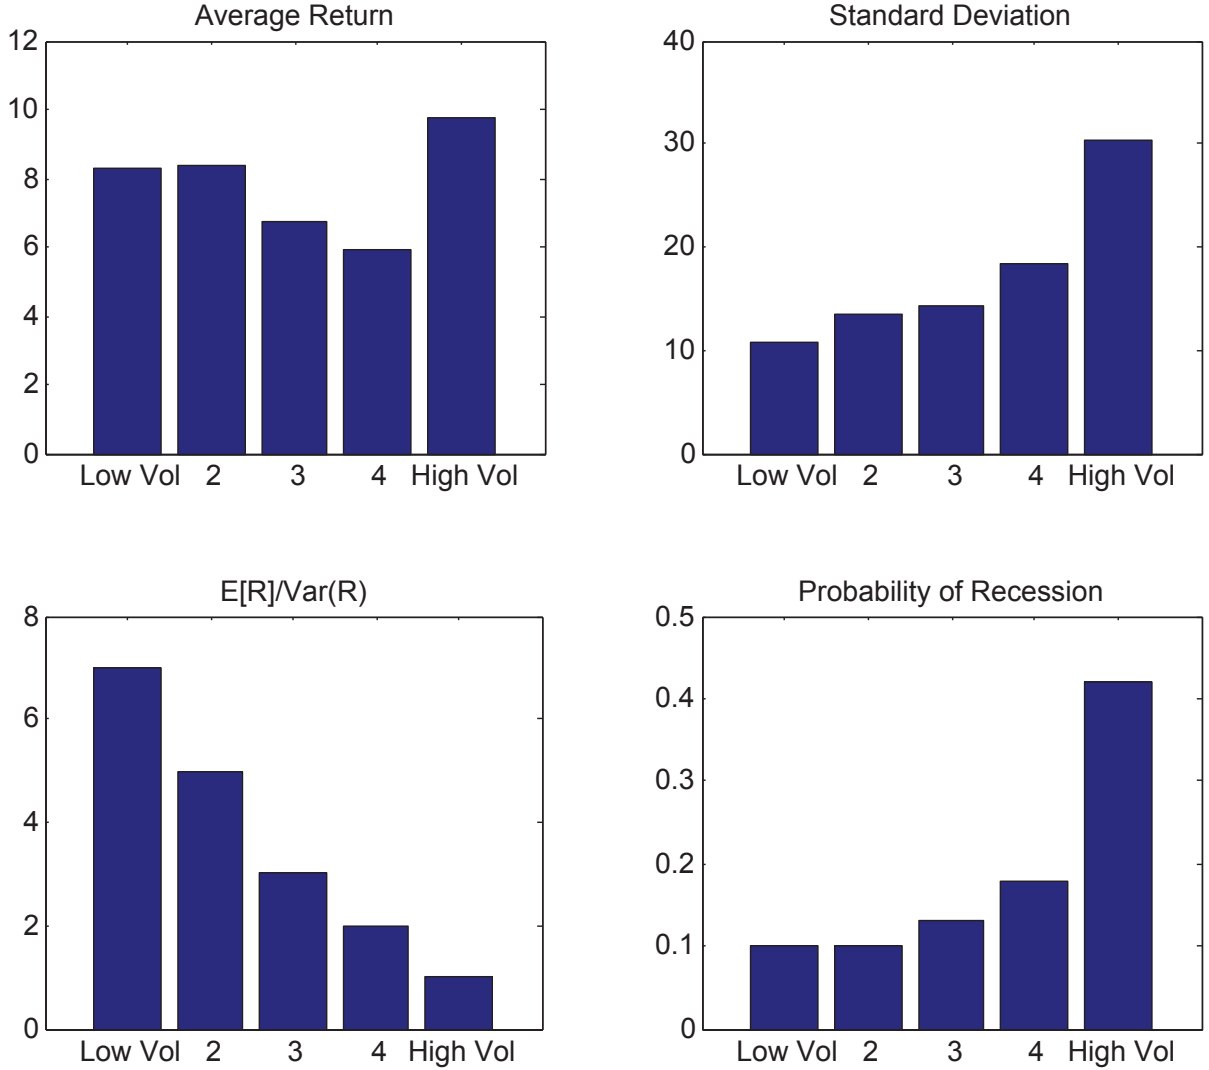 Average Return
12
10
8
6
4
2
0
Low Vol 2 3 4 High Vol
Standard Deviation
40
30
20
10
0
Low Vol 2 3 4 High Vol
E[R]/Var(R)
8
6
4
2
0
Low Vol 2 3 4 High Vol
Probability of Recession
0.5
0.4
0.3
0.2
0.1
0
Low Vol 2 3 4 High Vol